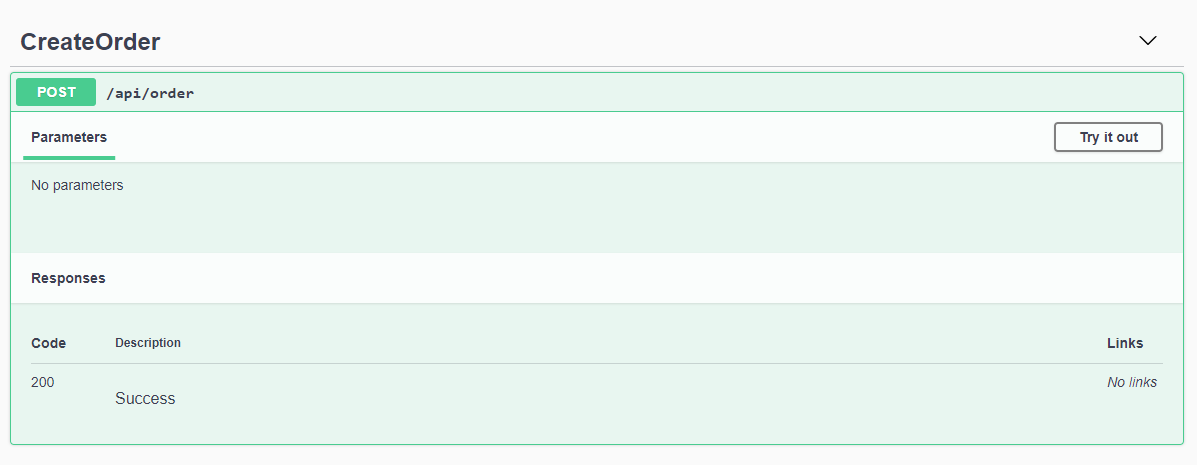 CreateOrder
POST /api/order
Parameters Try it out
No parameters
Responses
Code Description Links
200 No links
Success